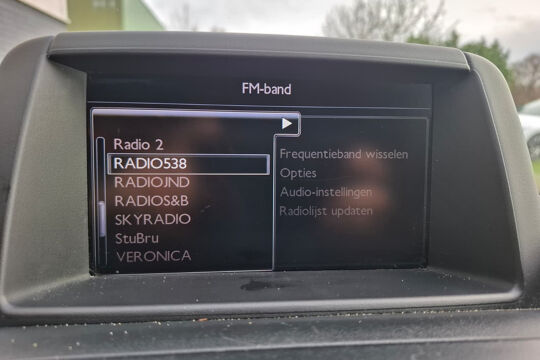 FM-band
Radio 2
RADIO538
RADIOJND
RADIOS&B
SKYRADIO
StuBru
VERONICA
Frequentieband wisselen
Opties
Audio-instellingen
Radiolijst updaten